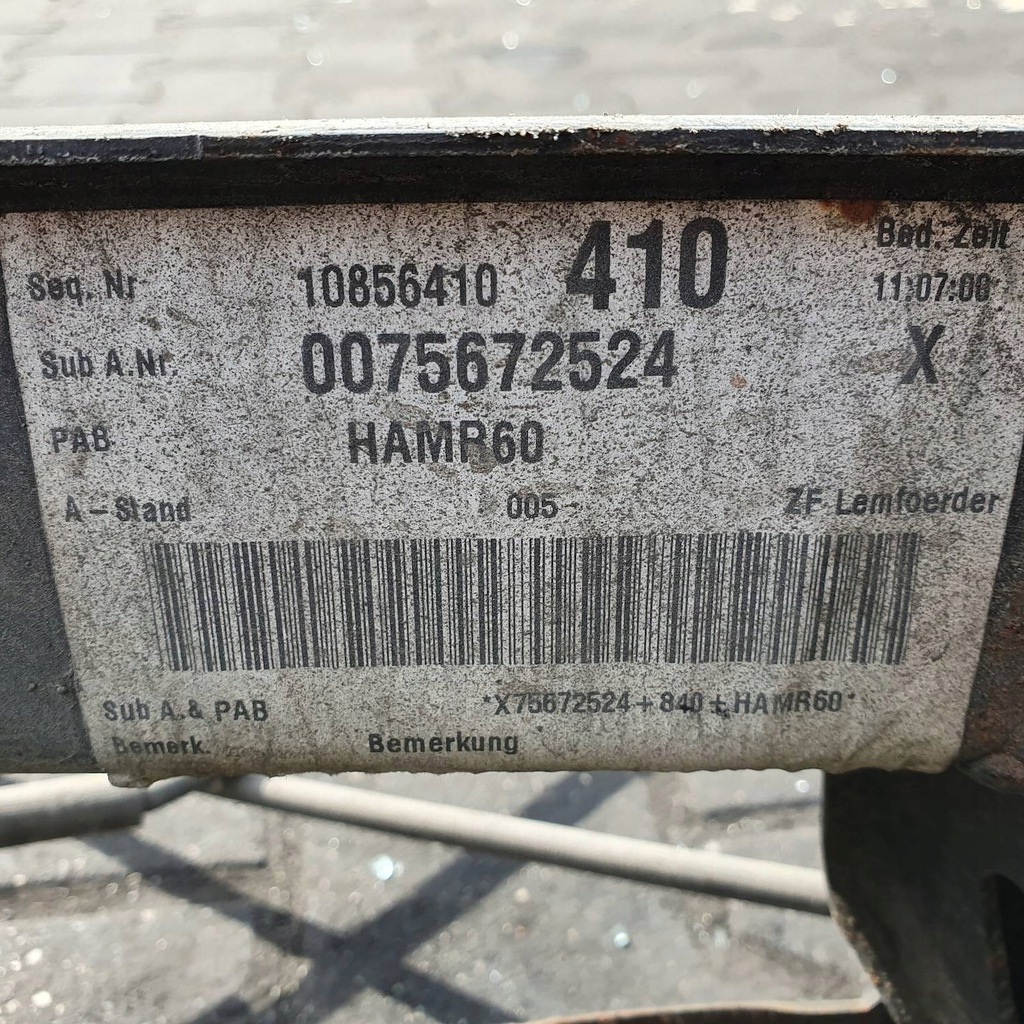 Bed. Zeit
Seq. Nr 10856410 410 11:07:00
Sub A.Nr. 0075672524 X
PAB HAMR60
A-Stand 005 ZF Lemfoerder
Sub A.& PAB *X75672524+840+HAMR60*
Bemerk. Bemerkung